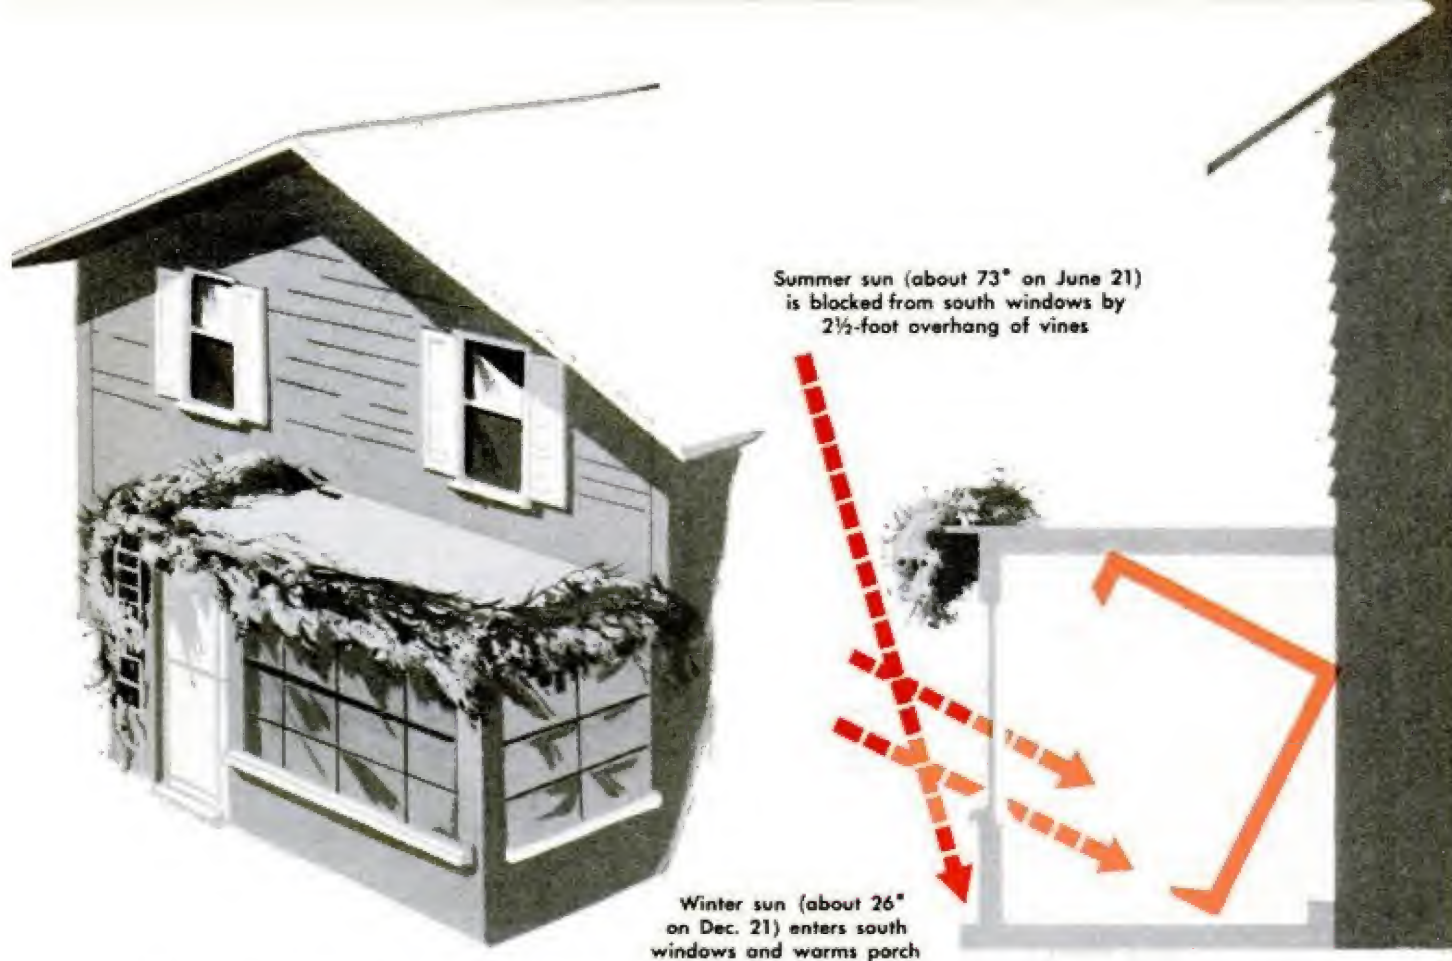 Summer sun (about 73° on June 21)
is blocked from south windows by
2½-foot overhang of vines
Winter sun (about 26°
on Dec. 21) enters south
windows and warms porch